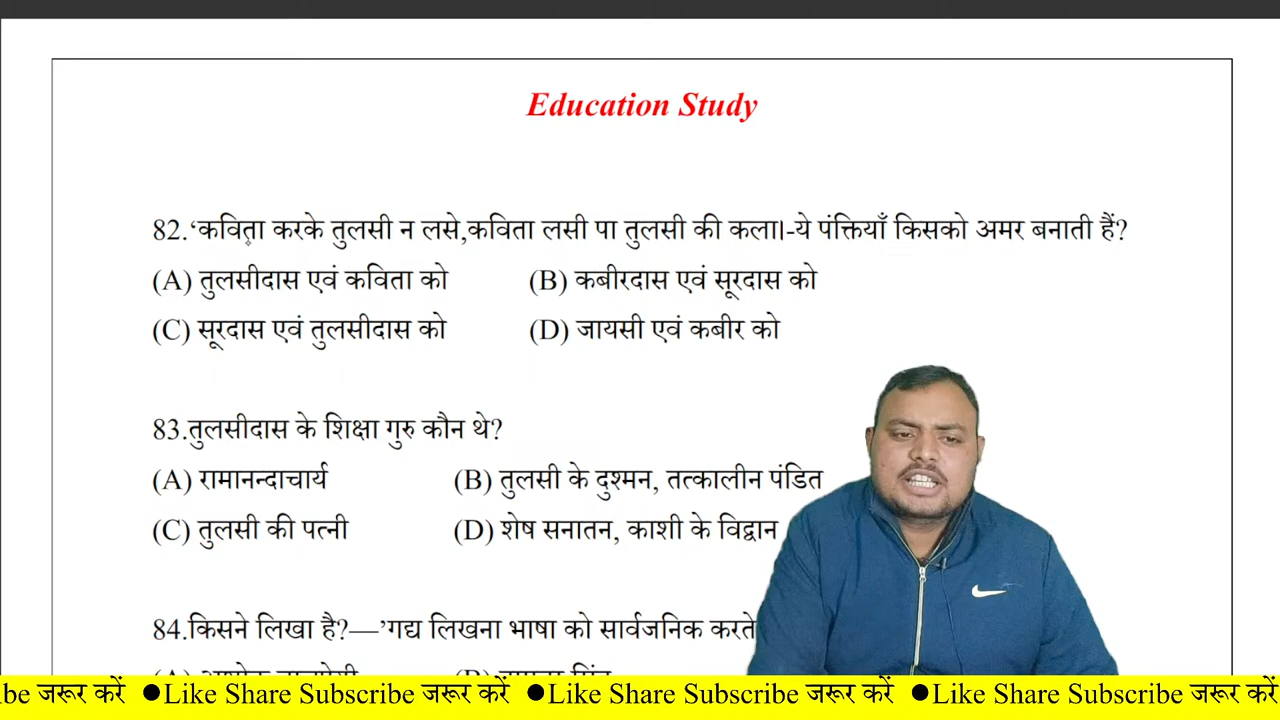 Education Study
82.‘कविता करके तुलसी न लसे,कविता लसी पा तुलसी की कला।-ये पंक्तियाँ किसको अमर बनाती हैं?
(A) तुलसीदास एवं कविता को (B) कबीरदास एवं सूरदास को
(C) सूरदास एवं तुलसीदास को (D) जायसी एवं कबीर को
83.तुलसीदास के शिक्षा गुरु कौन थे?
(A) रामानन्दाचार्य (B) तुलसी के दुश्मन, तत्कालीन पंडित
(C) तुलसी की पत्नी (D) शेष सनातन, काशी के विद्वान
84.किसने लिखा है?—’गद्य लिखना भाषा को सार्वजनिक करते
(A) (B)
be जरूर करें ●Like Share Subscribe जरूर करें ●Like Share Subscribe जरूर करें ●Like Share Subscribe जरूर करें